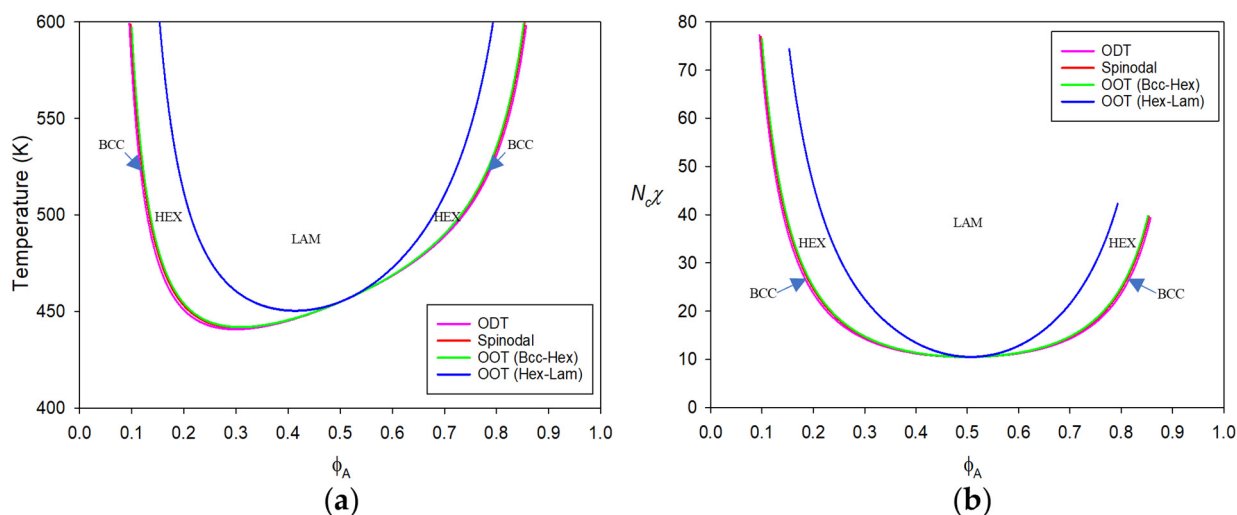 600
550
500
450
400
Temperature (K)
BCC
BCC
HEX
HEX
LAM
ODT
Spinodal
OOT (Bcc-Hex)
OOT (Hex-Lam)
0.0 0.1 0.2 0.3 0.4 0.5 0.6 0.7 0.8 0.9 1.0
ϕA
(a)
80
70
60
50
40
30
20
10
0
Ncχ
ODT
Spinodal
OOT (Bcc-Hex)
OOT (Hex-Lam)
LAM
HEX
HEX
BCC
BCC
0.0 0.1 0.2 0.3 0.4 0.5 0.6 0.7 0.8 0.9 1.0
ϕA
(b)